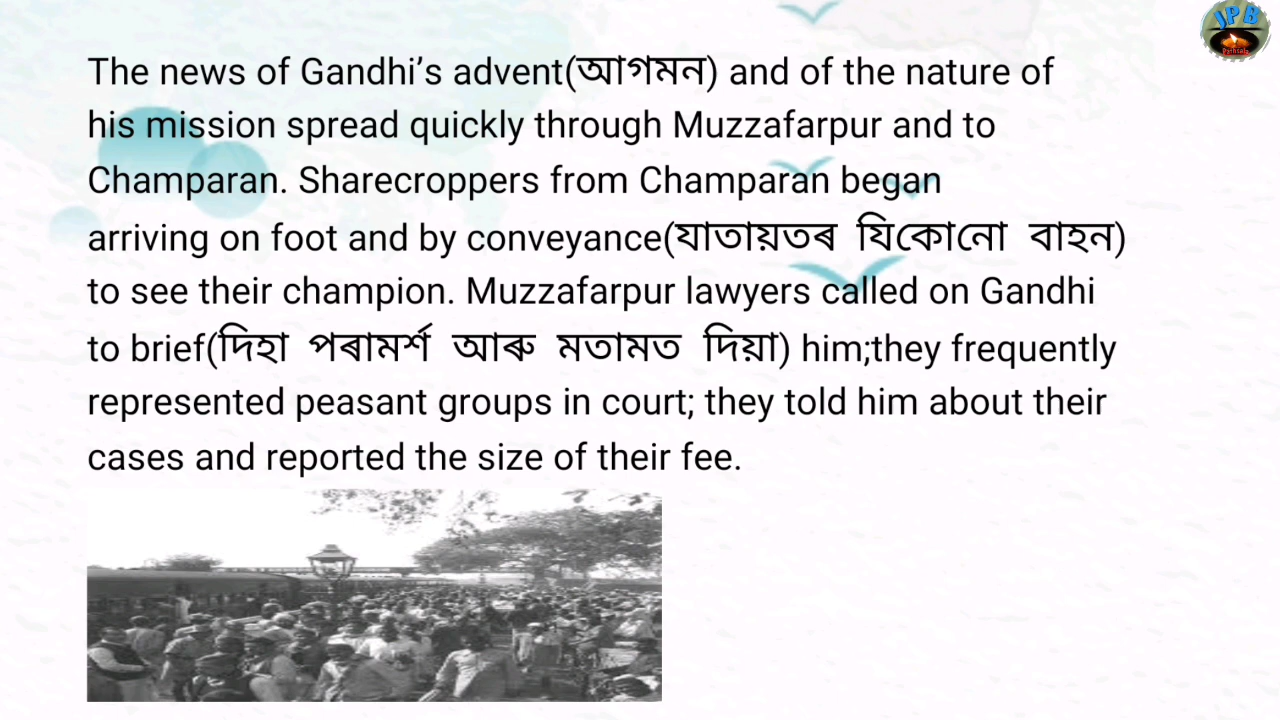 The news of Gandhi’s advent(আগমন) and of the nature of
his mission spread quickly through Muzzafarpur and to
Champaran. Sharecroppers from Champaran began
arriving on foot and by conveyance(যাতায়তৰ যিকোনো বাহন)
to see their champion. Muzzafarpur lawyers called on Gandhi
to brief(দিহা পৰামৰ্শ আৰু মতামত দিয়া) him;they frequently
represented peasant groups in court; they told him about their
cases and reported the size of their fee.
JPB
Pathsala